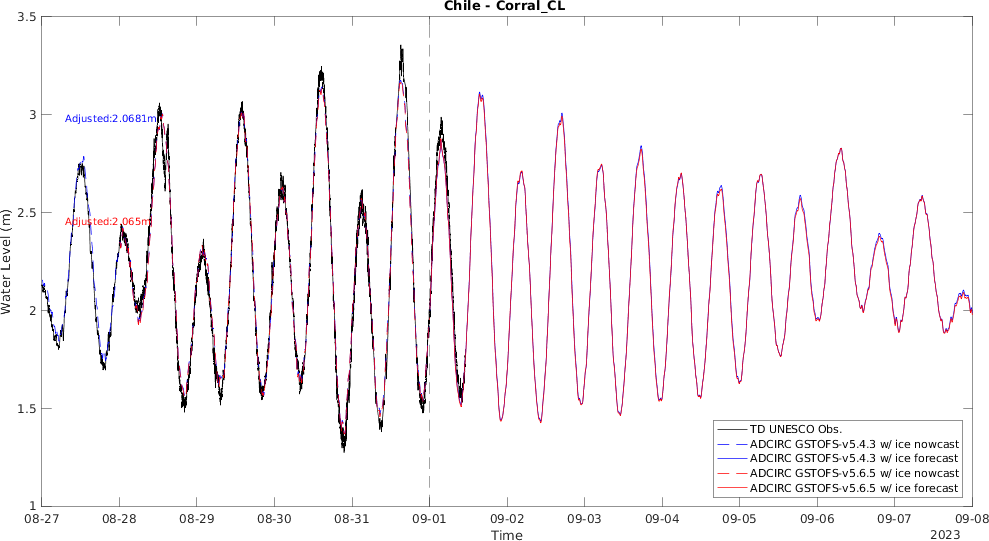 Chile - Corral_CL
3.5
3
2.5
2
1.5
1
Water Level (m)
Adjusted:2.0681m
Adjusted:2.065m
TD UNESCO Obs.
ADCIRC GSTOFS-v5.4.3 w/ ice nowcast
ADCIRC GSTOFS-v5.4.3 w/ ice forecast
ADCIRC GSTOFS-v5.6.5 w/ ice nowcast
ADCIRC GSTOFS-v5.6.5 w/ ice forecast
08-27 08-28 08-29 08-30 08-31 09-01 09-02 09-03 09-04 09-05 09-06 09-07 09-08
Time
2023